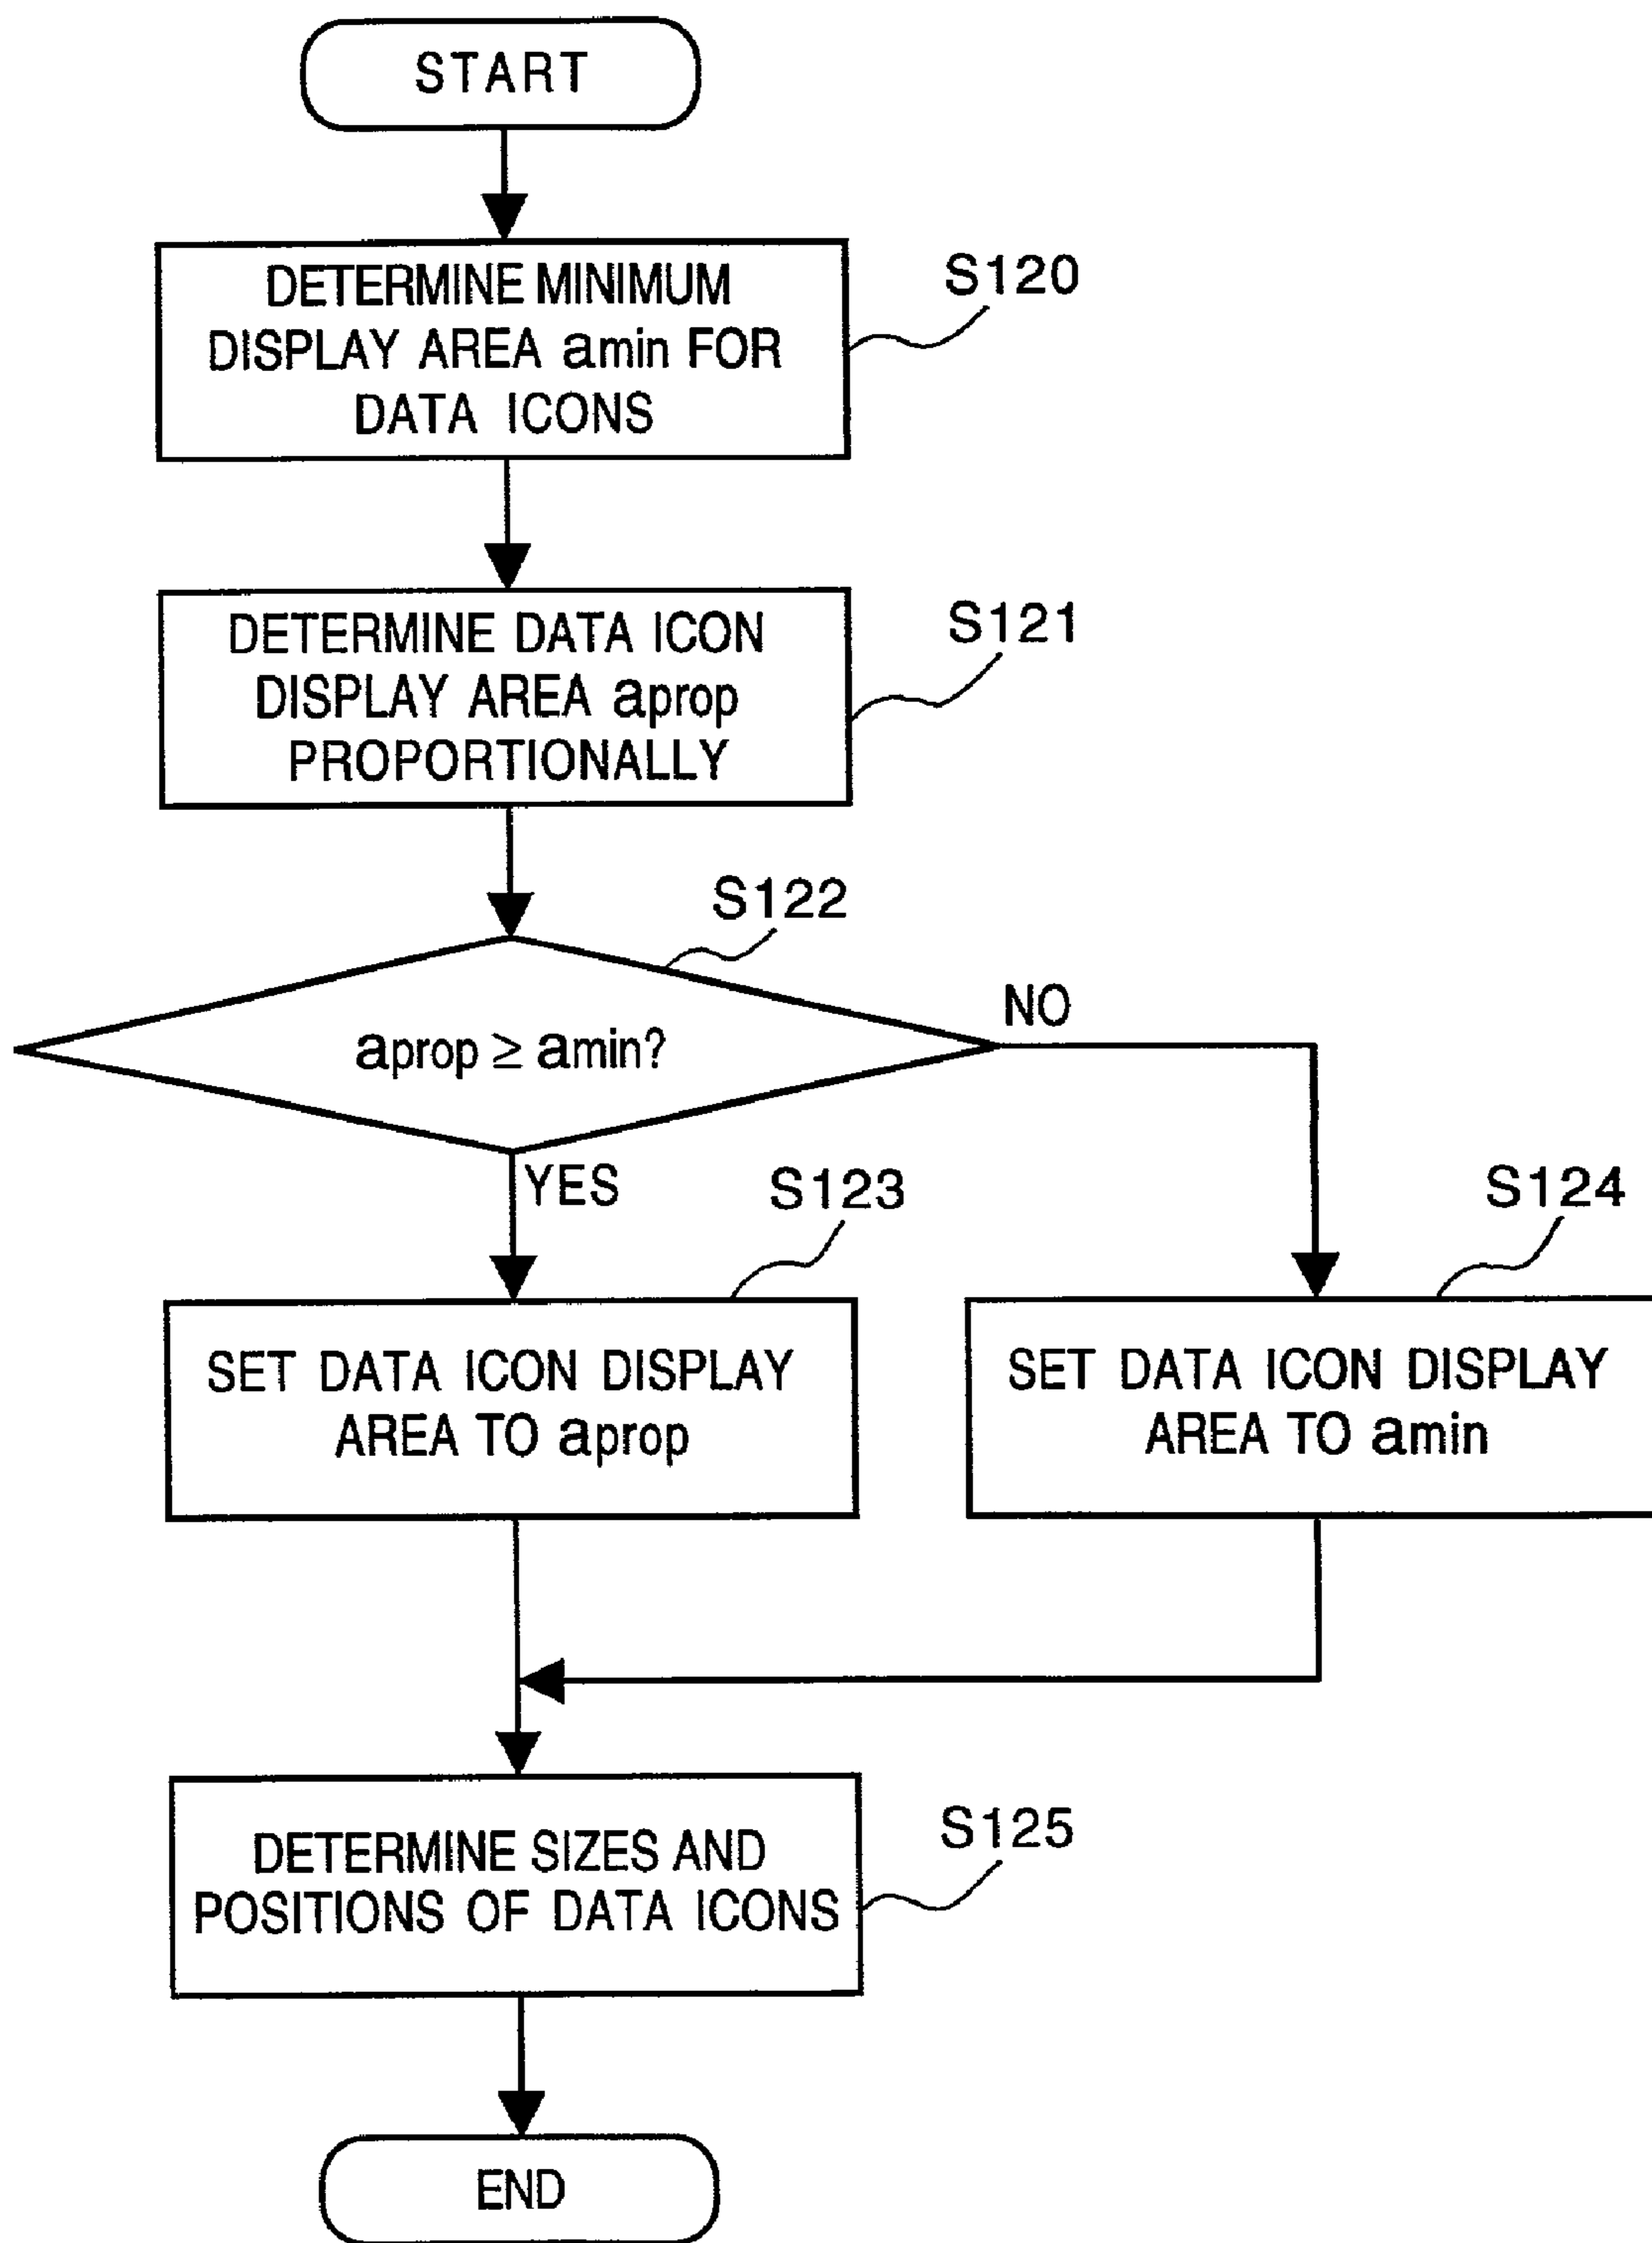 START
DETERMINE MINIMUM
DISPLAY AREA amin FOR
DATA ICONS
S120
DETERMINE DATA ICON
DISPLAY AREA aprop
PROPORTIONALLY
S121
S122
aprop ≥ amin?
NO
YES
S123
SET DATA ICON DISPLAY
AREA TO aprop
S124
SET DATA ICON DISPLAY
AREA TO amin
DETERMINE SIZES AND
POSITIONS OF DATA ICONS
S125
END